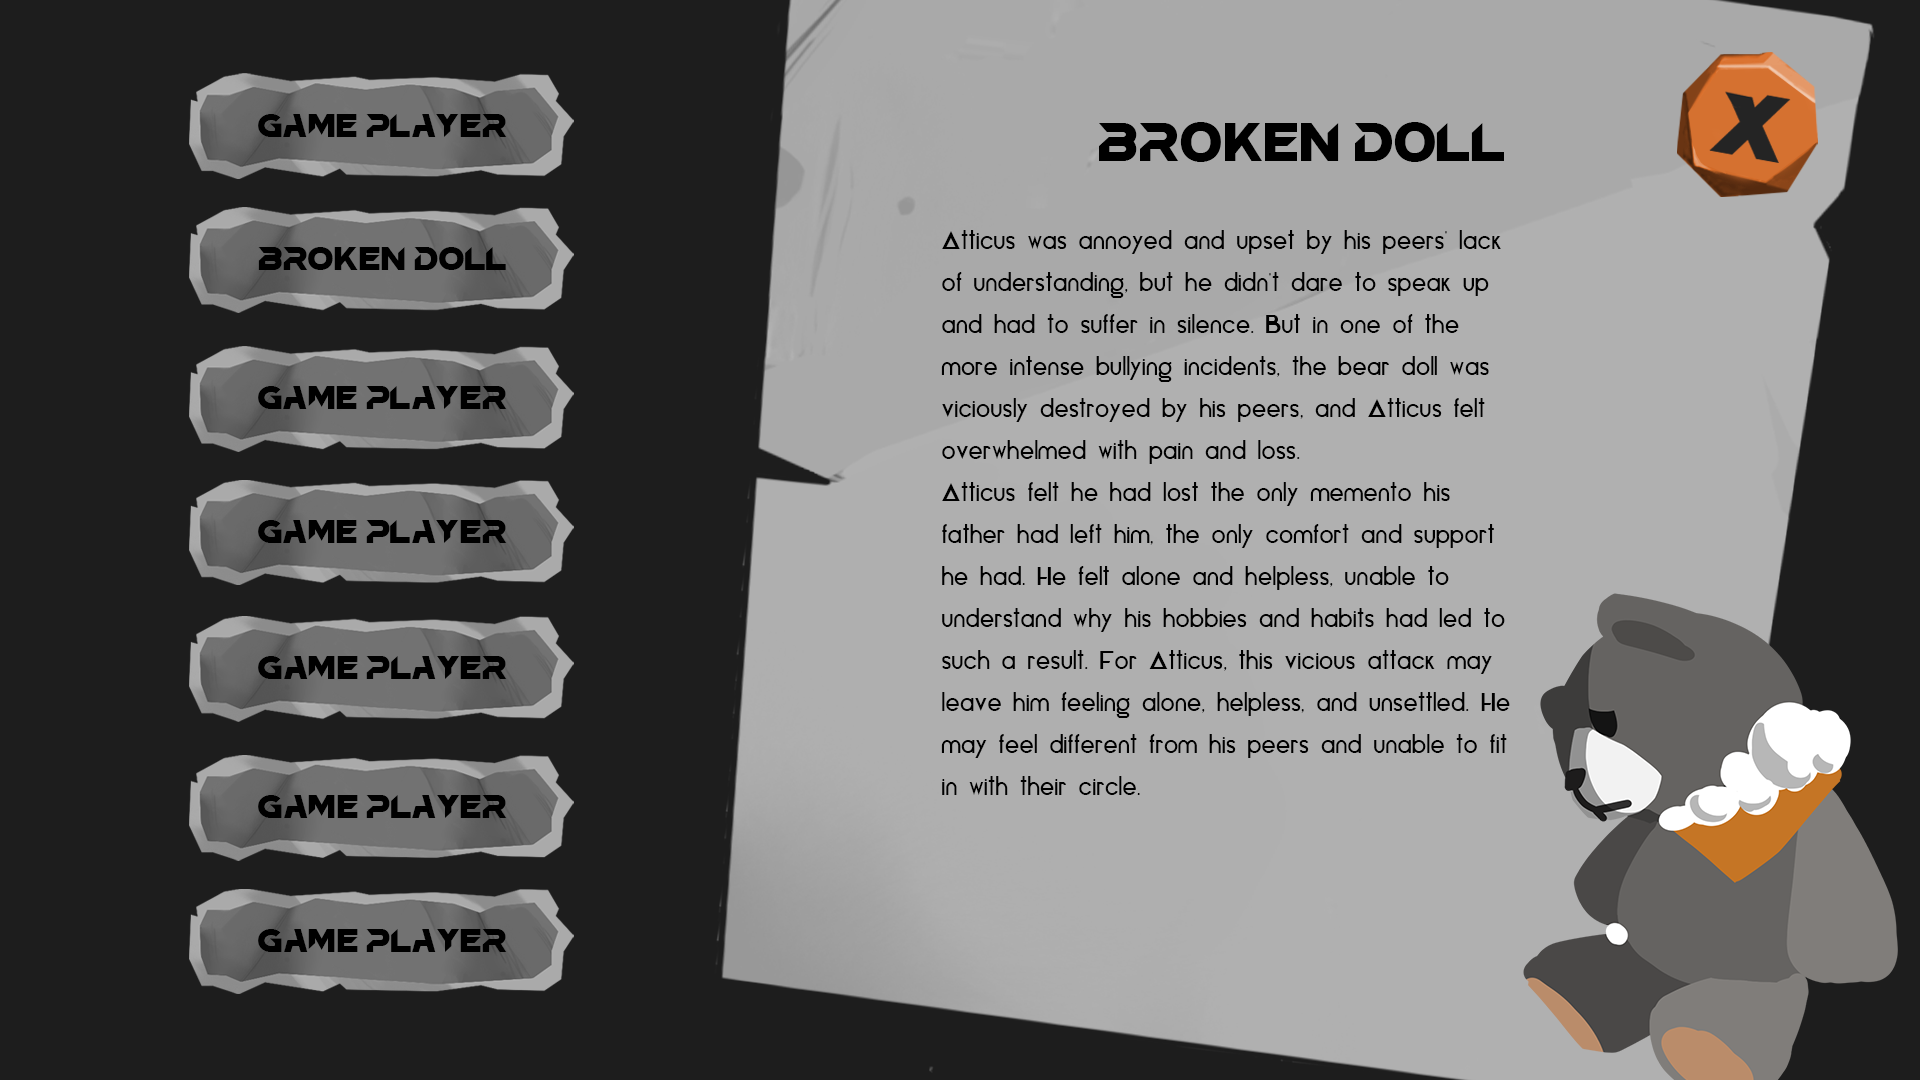 GAME PLAYER
BROKEN DOLL
GAME PLAYER
GAME PLAYER
GAME PLAYER
GAME PLAYER
GAME PLAYER
BROKEN DOLL
X
Atticus was annoyed and upset by his peers' lack
of understanding, but he didn't dare to speak up
and had to suffer in silence. But in one of the
more intense bullying incidents, the bear doll was
viciously destroyed by his peers, and Atticus felt
overwhelmed with pain and loss.
Atticus felt he had lost the only memento his
father had left him, the only comfort and support
he had. He felt alone and helpless, unable to
understand why his hobbies and habits had led to
such a result. For Atticus, this vicious attack may
leave him feeling alone, helpless, and unsettled. He
may feel different from his peers and unable to fit
in with their circle.